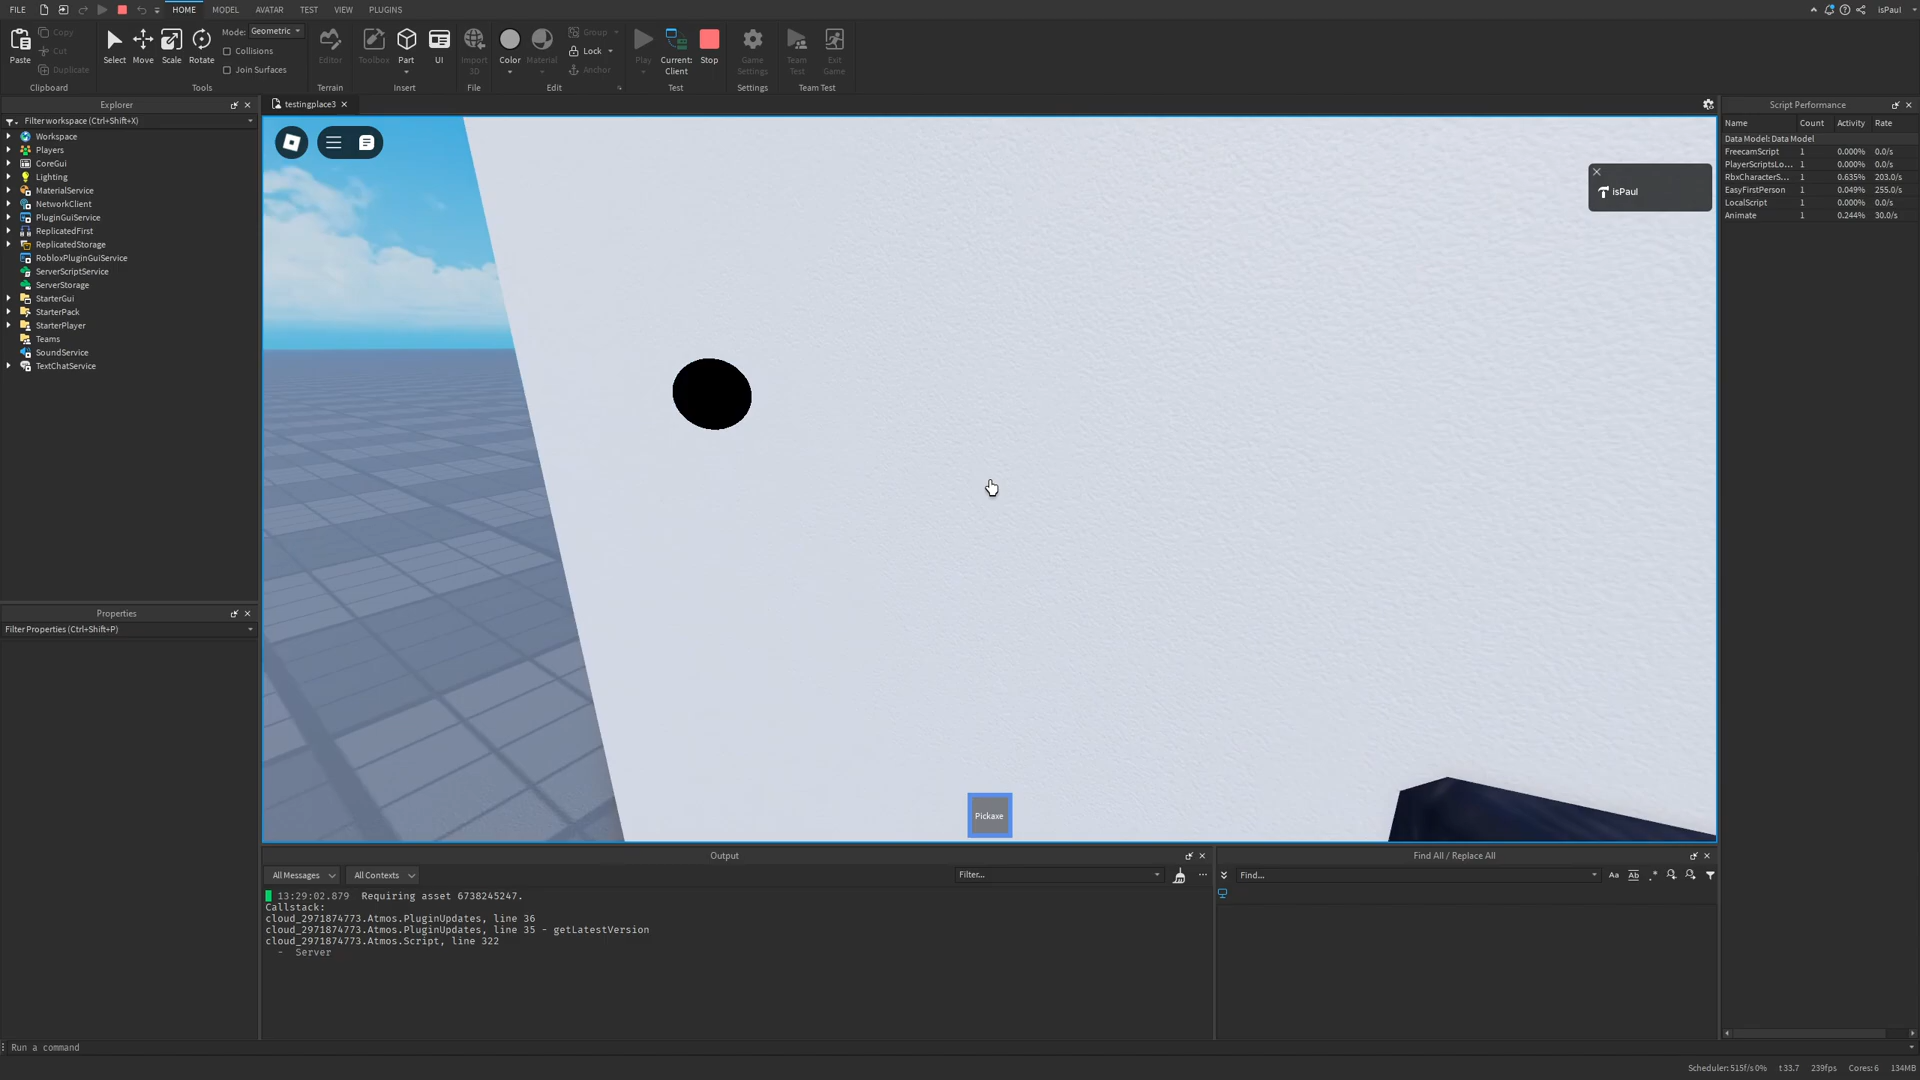 FILE HOME MODEL AVATAR TEST VIEW PLUGINS isPaul
Paste Copy Cut Duplicate Clipboard
Select Move Scale Rotate Mode: Geometric Collisions Join Surfaces Tools
Editor Terrain
Toolbox Part UI Insert
Import 3D File
Color Material Group Lock Anchor Edit
Play Current: Client Stop Test
Game Settings Settings
Team Test Exit Game Team Test
Explorer
Filter workspace (Ctrl+Shift+X)
Workspace
Players
CoreGui
Lighting
MaterialService
NetworkClient
PluginGuiService
ReplicatedFirst
ReplicatedStorage
RobloxPluginGuiService
ServerScriptService
ServerStorage
StarterGui
StarterPack
StarterPlayer
Teams
SoundService
TextChatService
Properties
Filter Properties (Ctrl+Shift+P)
testingplace3
isPaul
Pickaxe
Script Performance
Name Count Activity Rate
Data Model: Data Model
FreecamScript 1 0.000% 0.0/s
PlayerScriptsLo... 1 0.000% 0.0/s
RbxCharacterS... 1 0.635% 203.0/s
EasyFirstPerson 1 0.049% 255.0/s
LocalScript 1 0.000% 0.0/s
Animate 1 0.244% 30.0/s
Output
All Messages All Contexts Filter...
13:29:02.879 Requiring asset 6738245247.
Callstack:
cloud_2971874773.Atmos.PluginUpdates, line 36
cloud_2971874773.Atmos.PluginUpdates, line 35 - getLatestVersion
cloud_2971874773.Atmos.Script, line 322
- Server
Find All / Replace All
Find... Aa Ab .*
Run a command
Scheduler: 515f/s 0% t 33.7 239fps Cores: 6 134MB